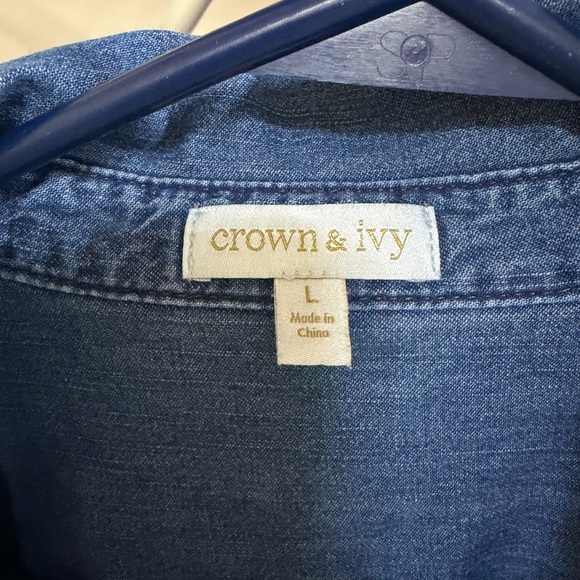 crown & ivy
L
Made in
China